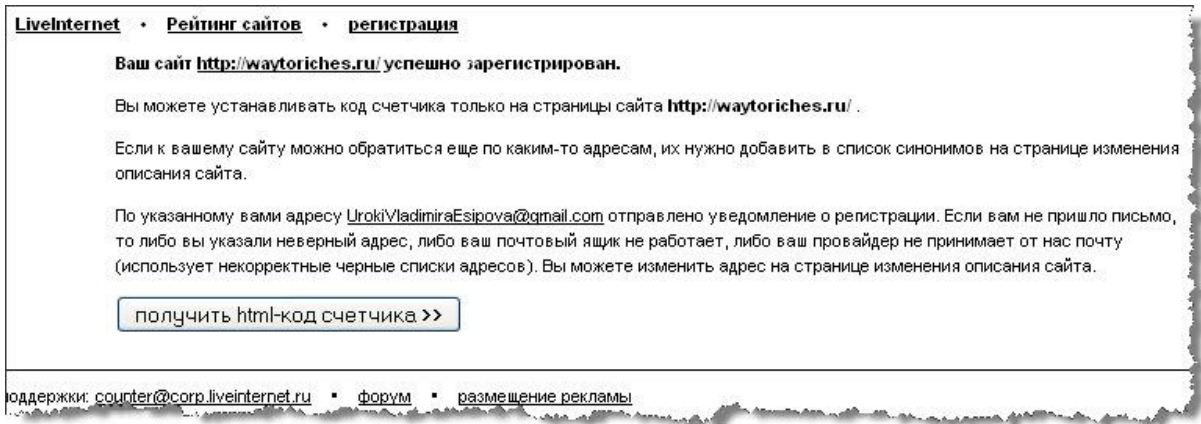 LiveInternet • Рейтинг сайтов • регистрация
Ваш сайт http://waytoriches.ru/ успешно зарегистрирован.
Вы можете устанавливать код счетчика только на страницы сайта http://waytoriches.ru/ .
Если к вашему сайту можно обратиться еще по каким-то адресам, их нужно добавить в список синонимов на странице изменения
описания сайта.
По указанному вами адресу UrokiVladimiraEsipova@gmail.com отправлено уведомление о регистрации. Если вам не пришло письмо,
то либо вы указали неверный адрес, либо ваш почтовый ящик не работает, либо ваш провайдер не принимает от нас почту
(использует некорректные черные списки адресов). Вы можете изменить адрес на странице изменения описания сайта.
получить html-код счетчика >>
оддержки: counter@corp.liveinternet.ru • форум • размещение рекламы